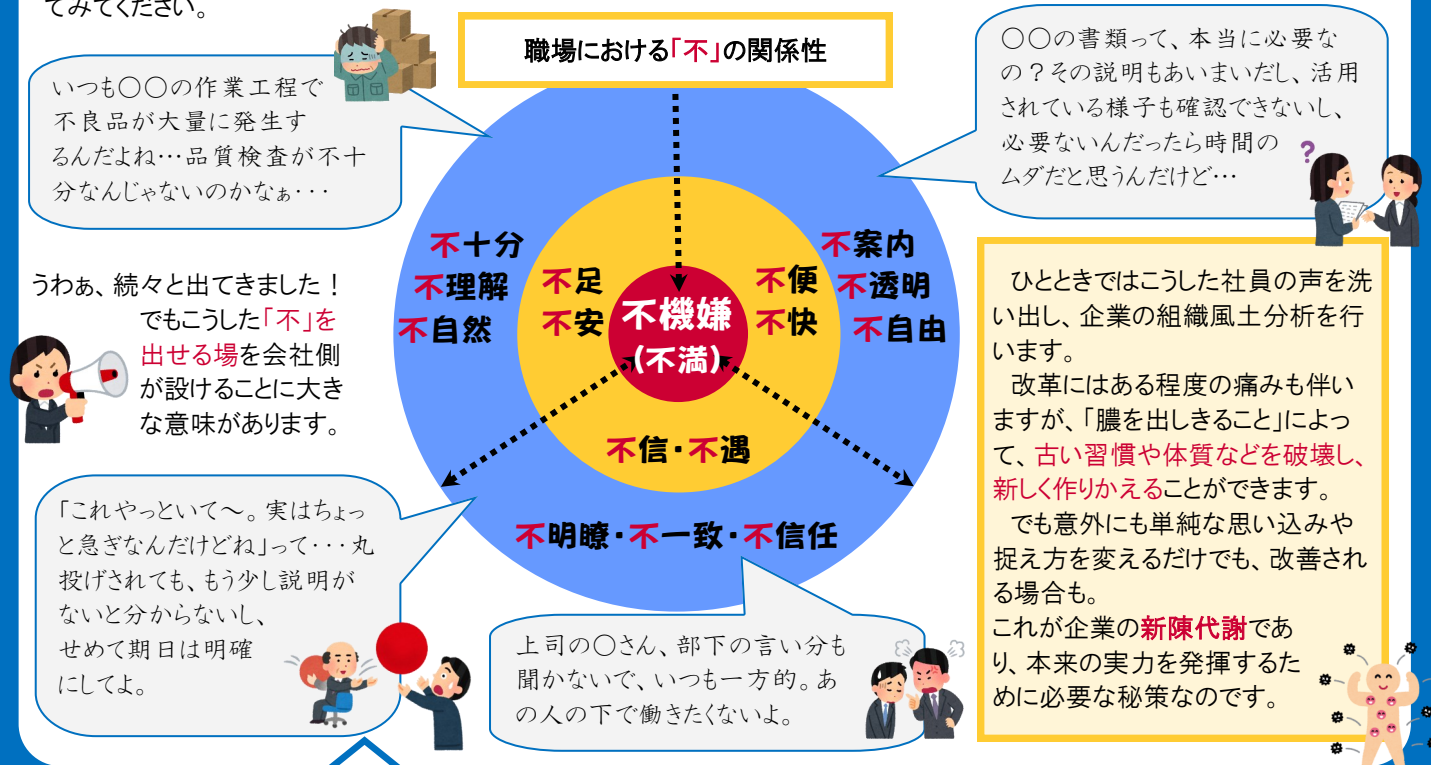 てみてください。
職場における「不」の関係性
いつも〇〇の作業工程で
不良品が大量に発生す
るんだよね…品質検査が不十
分なんじゃないのかなぁ・・・
〇〇の書類って、本当に必要な
の？その説明もあいまいだし、活用
されている様子も確認できないし、
必要ないんだったら時間の
ムダだと思うんだけど…
?
不十分
不理解
不自然
不足
不安
不機嫌
(不満)
不便
不快
不案内
不透明
不自由
不信・不遇
不明瞭・不一致・不信任
うわぁ、続々と出てきました！
でもこうした「不」を
出せる場を会社側
が設けることに大き
な意味があります。
「これやっといて～。実はちょっ
と急ぎなんだけどね」って・・・丸
投げされても、もう少し説明が
ないと分からないし、
せめて期日は明確
にしてよ。
上司の〇さん、部下の言い分も
聞かないで、いつも一方的。あ
の人の下で働きたくないよ。
ひとときではこうした社員の声を洗
い出し、企業の組織風土分析を行
います。
改革にはある程度の痛みも伴い
ますが、「膿を出しきること」によっ
て、古い習慣や体質などを破壊し、
新しく作りかえることができます。
でも意外にも単純な思い込みや
捉え方を変えるだけでも、改善され
る場合も。
これが企業の新陳代謝であ
り、本来の実力を発揮するた
めに必要な秘策なのです。